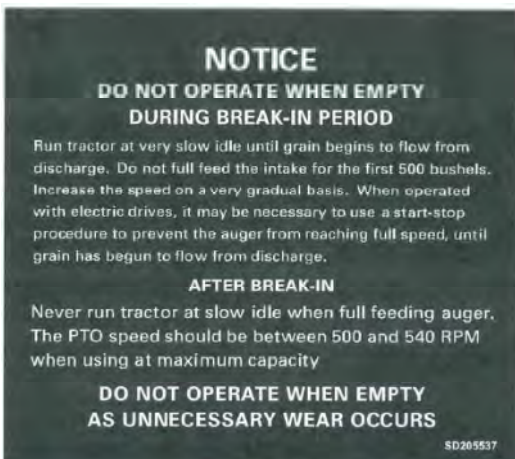 NOTICE
DO NOT OPERATE WHEN EMPTY
DURING BREAK-IN PERIOD
Run tractor at very slow idle until grain begins to flow from
discharge. Do not full feed the intake for the first 500 bushels.
Increase the speed on a very gradual basis. When operated
with electric drives, it may be necessary to use a start-stop
procedure to prevent the auger from reaching full speed, until
grain has begun to flow from discharge.
AFTER BREAK-IN
Never run tractor at slow idle when full feeding auger.
The PTO speed should be between 500 and 540 RPM
when using at maximum capacity
DO NOT OPERATE WHEN EMPTY
AS UNNECESSARY WEAR OCCURS
SD205537